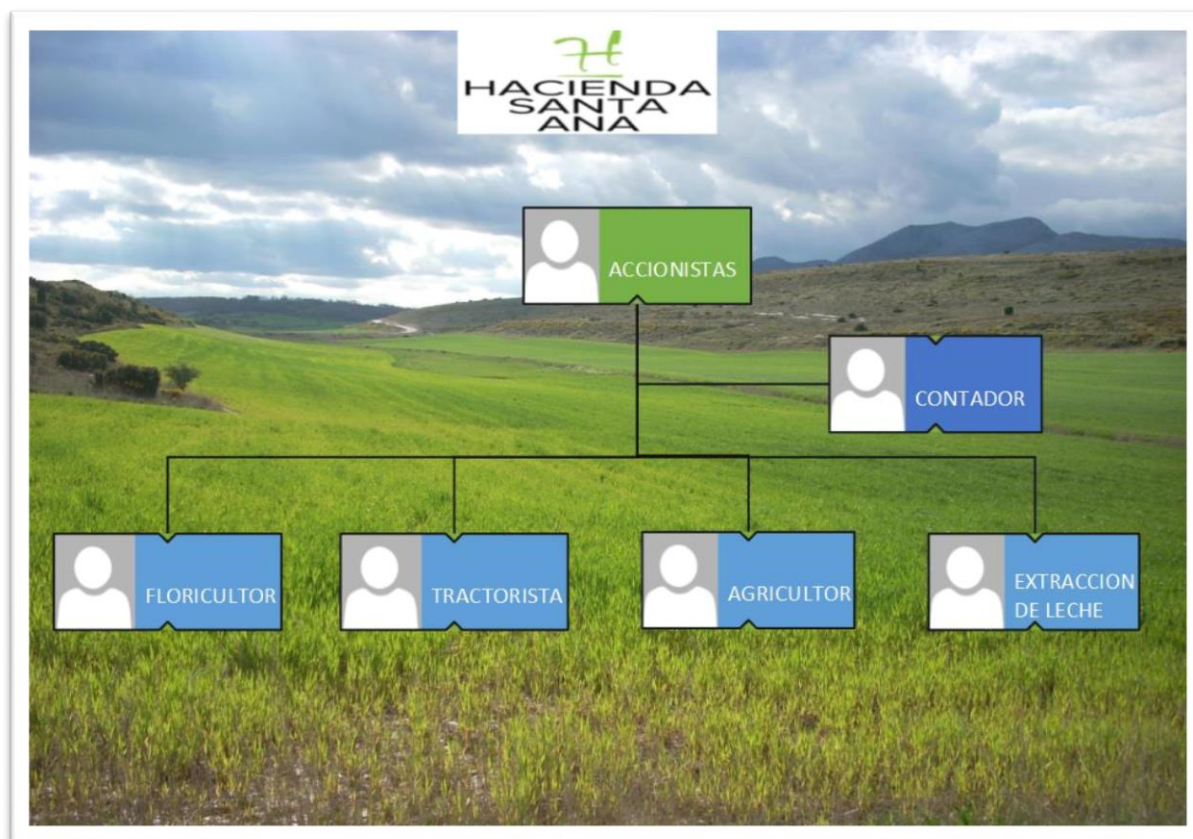 HACIENDA
SANTA
ANA
ACCIONISTAS
CONTADOR
FLORICULTOR
TRACTORISTA
AGRICULTOR
EXTRACCION
DE LECHE